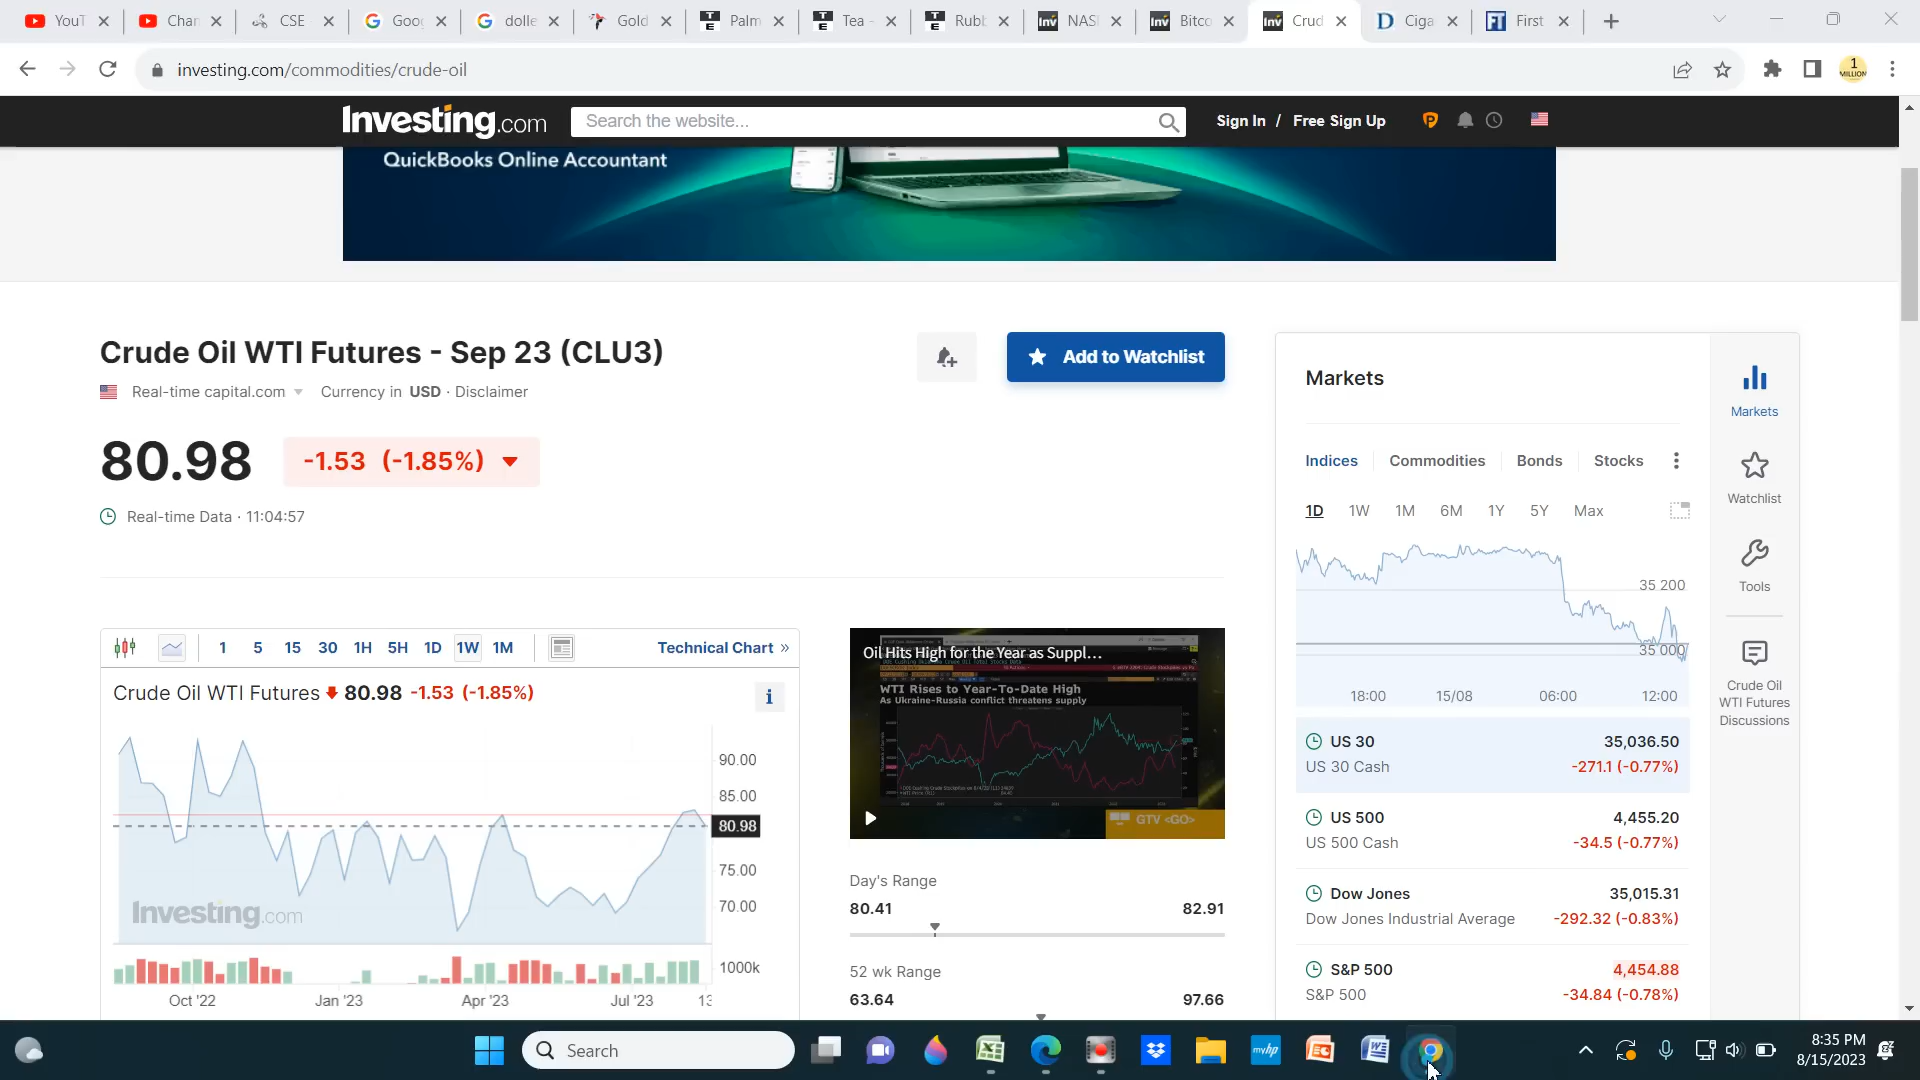 YouT
Chan
CSE -
Goog
dolle
Gold
Palm
Tea -
Rubb
NAS
Bitco
Crud
Ciga
First
investing.com/commodities/crude-oil
1 MILLION
Investing.com
Search the website...
Sign In / Free Sign Up
QuickBooks Online Accountant
Crude Oil WTI Futures - Sep 23 (CLU3)
Add to Watchlist
Real-time capital.com
Currency in USD · Disclaimer
80.98
-1.53 (-1.85%)
Real-time Data · 11:04:57
1 5 15 30 1H 5H 1D 1W 1M
Technical Chart »
Crude Oil WTI Futures 80.98 -1.53 (-1.85%)
90.00
85.00
80.98
75.00
70.00
Investing.com
1000k
Oct '22 Jan '23 Apr '23 Jul '23
Oil Hits High for the Year as Suppl...
WTI Rises to Year-To-Date High
As Ukraine-Russia conflict threatens supply
GTV <GO>
Day's Range
80.41 82.91
52 wk Range
63.64 97.66
Markets
Indices Commodities Bonds Stocks
1D 1W 1M 6M 1Y 5Y Max
35 200
35 000
18:00 15/08 06:00 12:00
US 30 35,036.50
US 30 Cash -271.1 (-0.77%)
US 500 4,455.20
US 500 Cash -34.5 (-0.77%)
Dow Jones 35,015.31
Dow Jones Industrial Average -292.32 (-0.83%)
S&P 500 4,454.88
S&P 500 -34.84 (-0.78%)
Markets
Watchlist
Tools
Crude Oil
WTI Futures
Discussions
Search
myhp
8:35 PM
8/15/2023